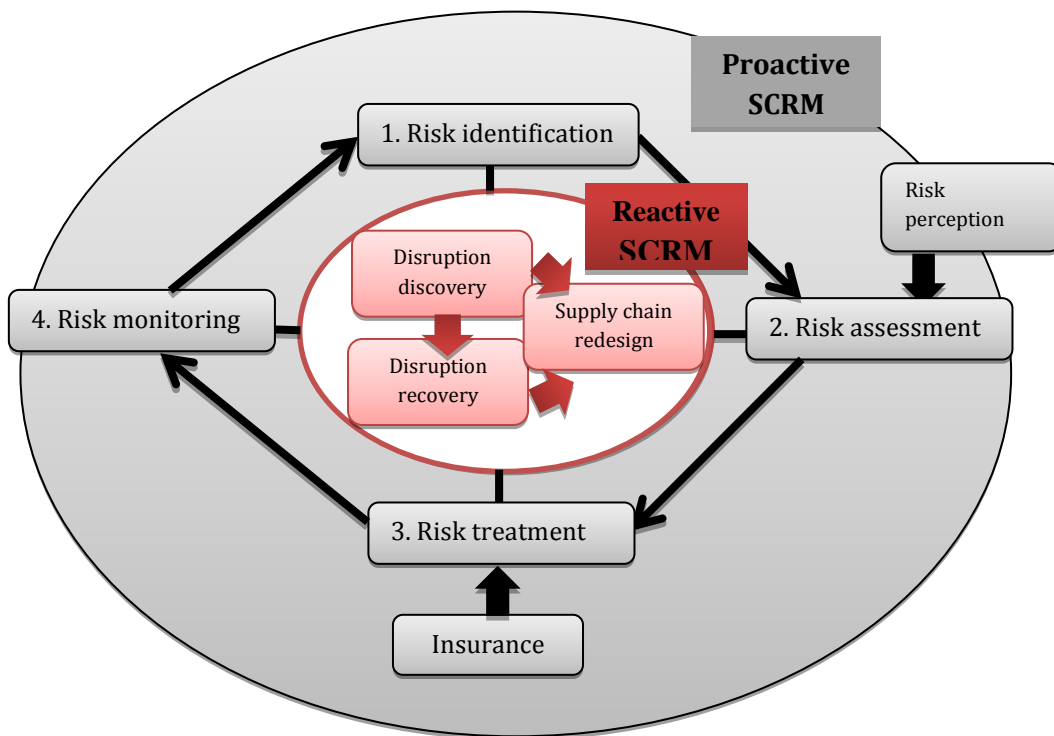 Proactive
SCRM
1. Risk identification
Risk
perception
Reactive
SCRM
Disruption
discovery
Supply chain
redesign
4. Risk monitoring
2. Risk assessment
Disruption
recovery
3. Risk treatment
Insurance